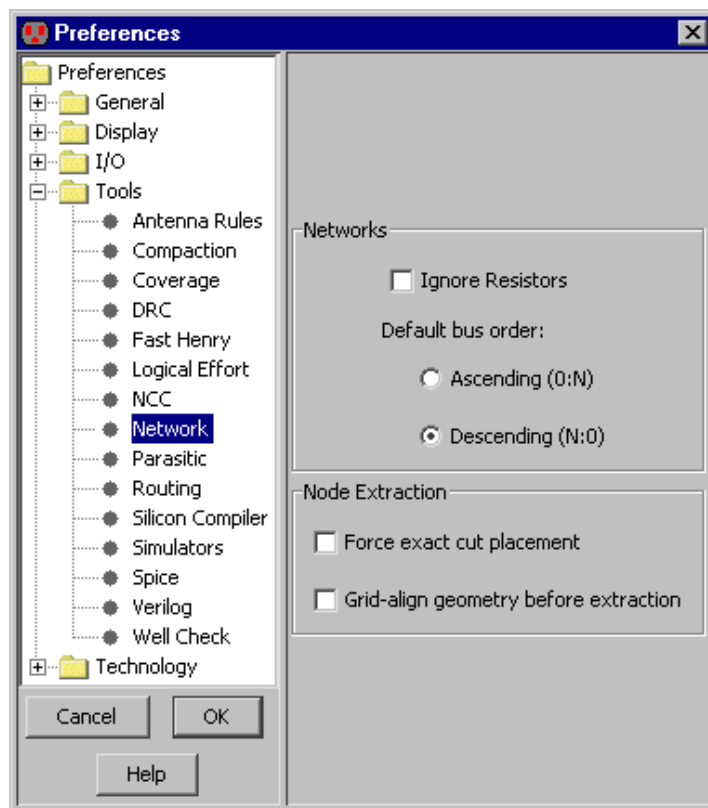 Preferences
Preferences
General
Display
I/O
Tools
Antenna Rules
Compaction
Coverage
DRC
Fast Henry
Logical Effort
NCC
Network
Parasitic
Routing
Silicon Compiler
Simulators
Spice
Verilog
Well Check
Technology
Cancel
OK
Help
Networks
Ignore Resistors
Default bus order:
Ascending (0:N)
Descending (N:0)
Node Extraction
Force exact cut placement
Grid-align geometry before extraction